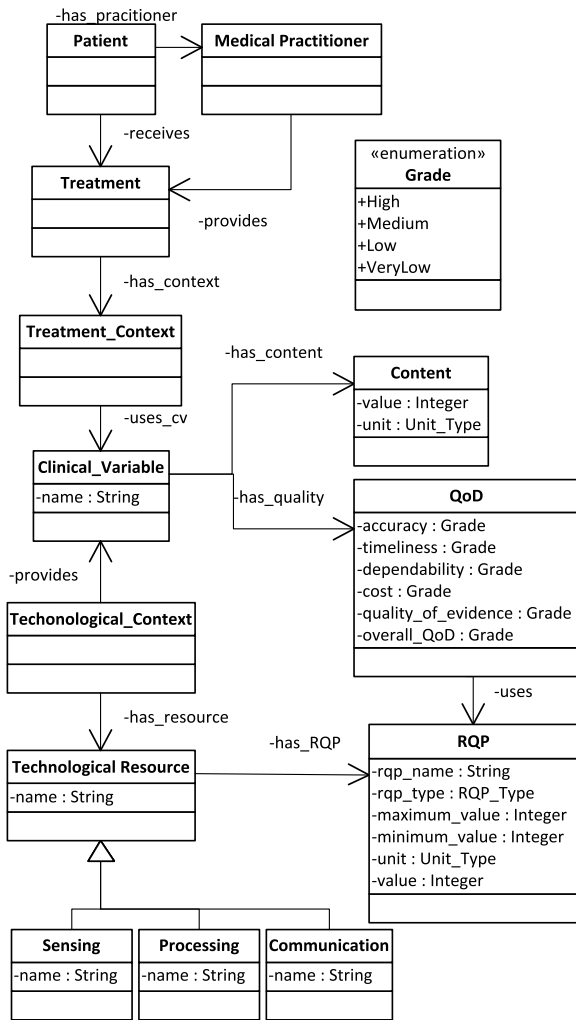 -has_pracitioner
Patient
Medical Practitioner
-receives
«enumeration»
Grade
+High
+Medium
+Low
+VeryLow
Treatment
-provides
-has_context
Treatment_Context
-has_content
Content
-value : Integer
-unit : Unit_Type
-uses_cv
Clinical_Variable
-name : String
-has_quality
QoD
-accuracy : Grade
-timeliness : Grade
-dependability : Grade
-cost : Grade
-quality_of_evidence : Grade
-overall_QoD : Grade
-provides
Techonological_Context
-uses
-has_resource
-has_RQP
RQP
-rqp_name : String
-rqp_type : RQP_Type
-maximum_value : Integer
-minimum_value : Integer
-unit : Unit_Type
-value : Integer
Technological Resource
-name : String
Sensing
-name : String
Processing
-name : String
Communication
-name : String